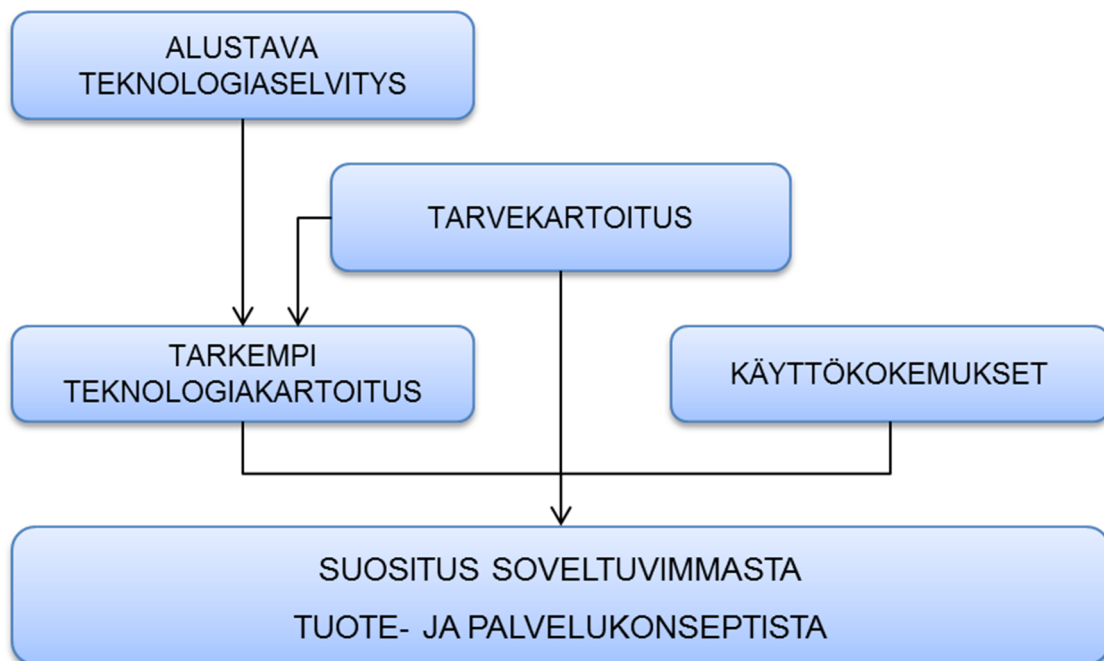 ALUSTAVA
TEKNOLOGIASELVITYS
TARVEKARTOITUS
TARKEMPI
TEKNOLOGIAKARTOITUS
KÄYTTÖKOKEMUKSET
SUOSITUS SOVELTUVIMMASTA
TUOTE- JA PALVELUKONSEPTISTA